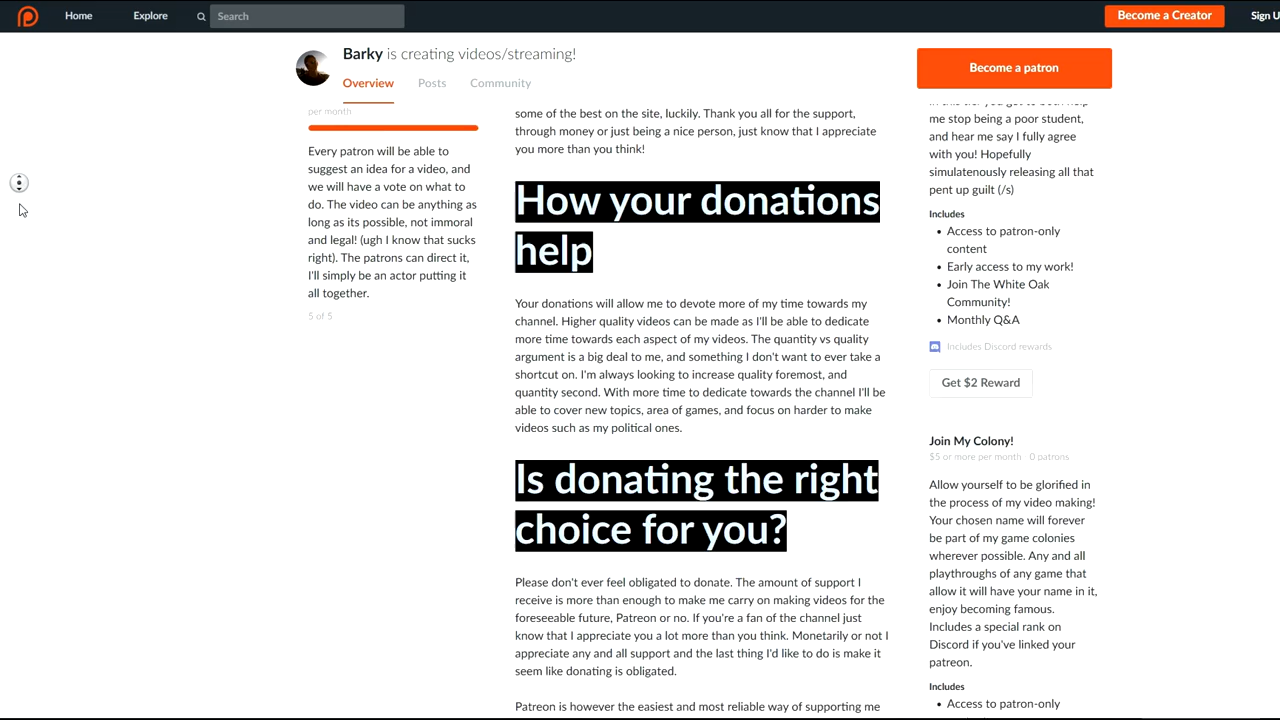 Home
Explore
Search
Become a Creator
Sign U
Barky is creating videos/streaming!
Overview
Posts
Community
Become a patron
per month
Every patron will be able to
suggest an idea for a video, and
we will have a vote on what to
do. The video can be anything as
long as its possible, not immoral
and legal! (ugh I know that sucks
right). The patrons can direct it,
I'll simply be an actor putting it
all together.
5 of 5
some of the best on the site, luckily. Thank you all for the support,
through money or just being a nice person, just know that I appreciate
you more than you think!
How your donations
help
Your donations will allow me to devote more of my time towards my
channel. Higher quality videos can be made as I'll be able to dedicate
more time towards each aspect of my videos. The quantity vs quality
argument is a big deal to me, and something I don't want to ever take a
shortcut on. I'm always looking to increase quality foremost, and
quantity second. With more time to dedicate towards the channel I'll be
able to cover new topics, area of games, and focus on harder to make
videos such as my political ones.
Is donating the right
choice for you?
Please don't ever feel obligated to donate. The amount of support I
receive is more than enough to make me carry on making videos for the
foreseeable future, Patreon or no. If you're a fan of the channel just
know that I appreciate you a lot more than you think. Monetarily or not I
appreciate any and all support and the last thing I'd like to do is make it
seem like donating is obligated.
Patreon is however the easiest and most reliable way of supporting me
in this tier you get to both help
me stop being a poor student,
and hear me say I fully agree
with you! Hopefully
simulatenously releasing all that
pent up guilt (/s)
Includes
• Access to patron-only
content
• Early access to my work!
• Join The White Oak
Community!
• Monthly Q&A
Includes Discord rewards
Get $2 Reward
Join My Colony!
$5 or more per month 0 patrons
Allow yourself to be glorified in
the process of my video making!
Your chosen name will forever
be part of my game colonies
wherever possible. Any and all
playthroughs of any game that
allow it will have your name in it,
enjoy becoming famous.
Includes a special rank on
Discord if you've linked your
patreon.
Includes
• Access to patron-only